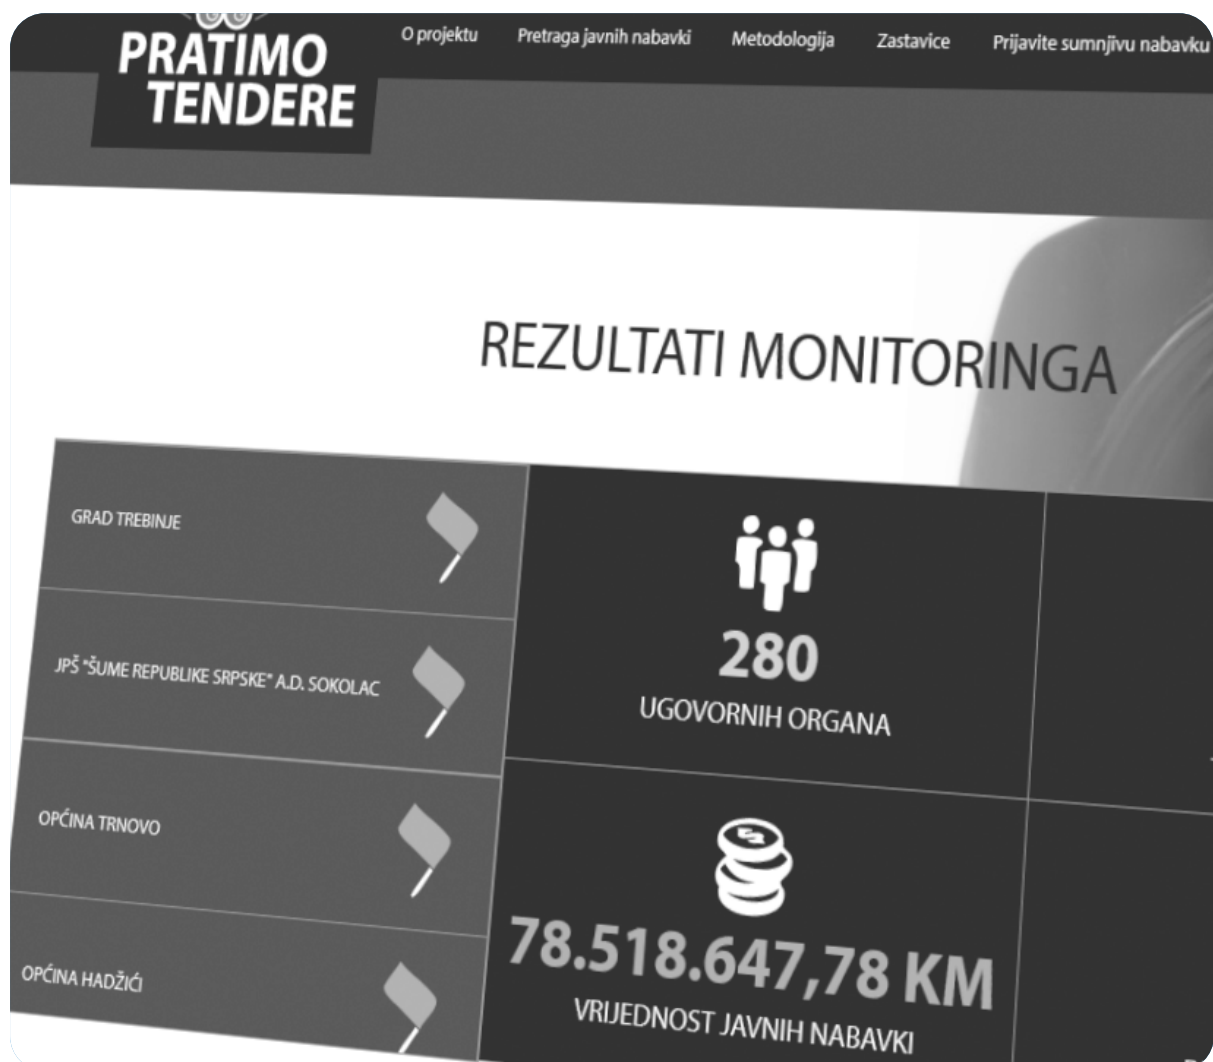 PRATIMO
TENDERE
O projektu
Pretraga javnih nabavki
Metodologija
Zastavice
Prijavite sumnjivu nabavku
REZULTATI MONITORINGA
GRAD TREBINJE
JPŠ "ŠUME REPUBLIKE SRPSKE" A.D. SOKOLAC
OPĆINA TRNOVO
OPĆINA HADŽIĆI
280
UGOVORNIH ORGANA
78.518.647,78 KM
VRIJEDNOST JAVNIH NABAVKI